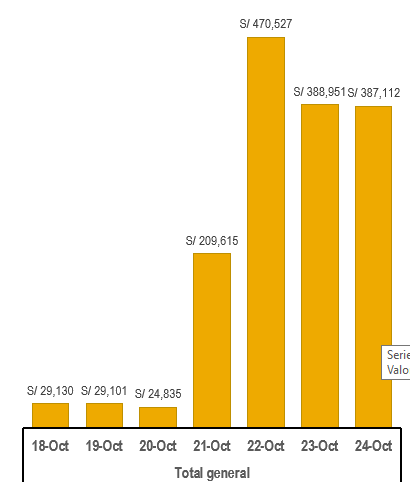 S/ 470,527
S/ 388,951 S/ 387,112
S/ 209,615
S/ 29,130 S/ 29,101 S/ 24,835
Serie
Valo
18-Oct 19-Oct 20-Oct 21-Oct 22-Oct 23-Oct 24-Oct
Total general